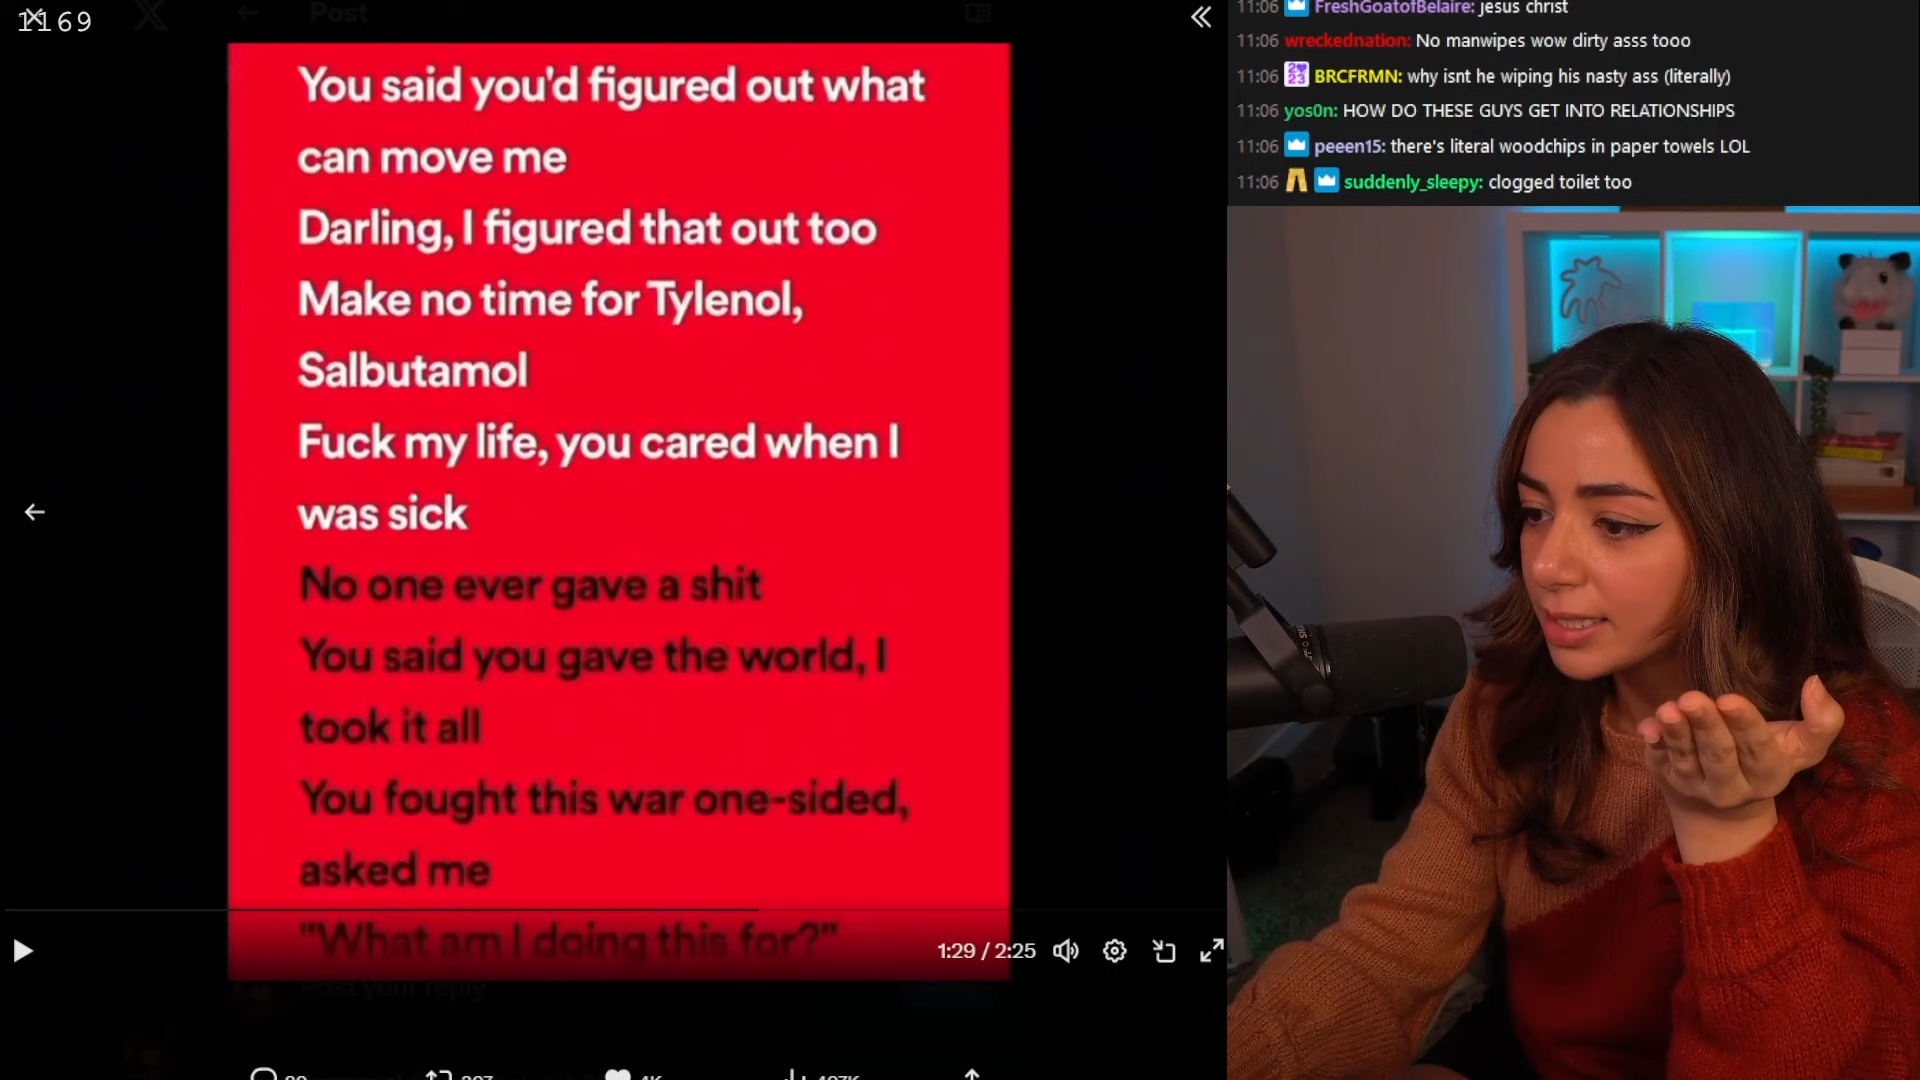 1169
Post
You said you'd figured out what
can move me
Darling, I figured that out too
Make no time for Tylenol,
Salbutamol
Fuck my life, you cared when I
was sick
No one ever gave a shit
You said you gave the world, I
took it all
You fought this war one-sided,
asked me
"What am I doing this for?"
1:29 / 2:25
Post your reply
11:06 FreshGoatofBelaire: jesus christ
11:06 wreckednation: No manwipes wow dirty asss tooo
11:06 BRCFRMN: why isnt he wiping his nasty ass (literally)
11:06 yos0n: HOW DO THESE GUYS GET INTO RELATIONSHIPS
11:06 peeen15: there's literal woodchips in paper towels LOL
11:06 suddenly_sleepy: clogged toilet too